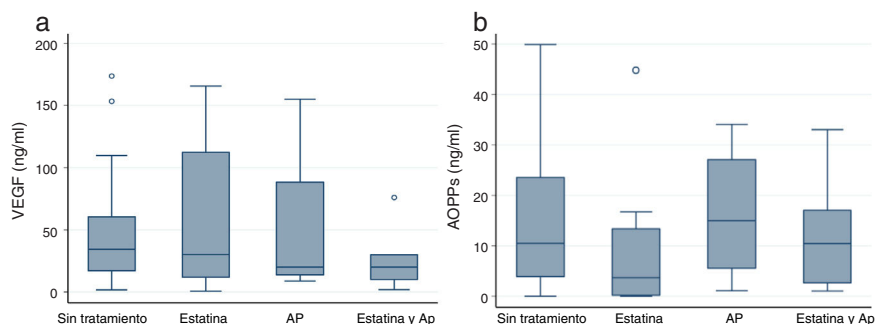 a
VEGF (ng/ml)
200
150
100
50
0
Sin tratamiento Estatina AP Estatina y Ap
b
AOPPs (ng/ml)
50
40
30
20
10
0
Sin tratamiento Estatina AP Estatina y Ap